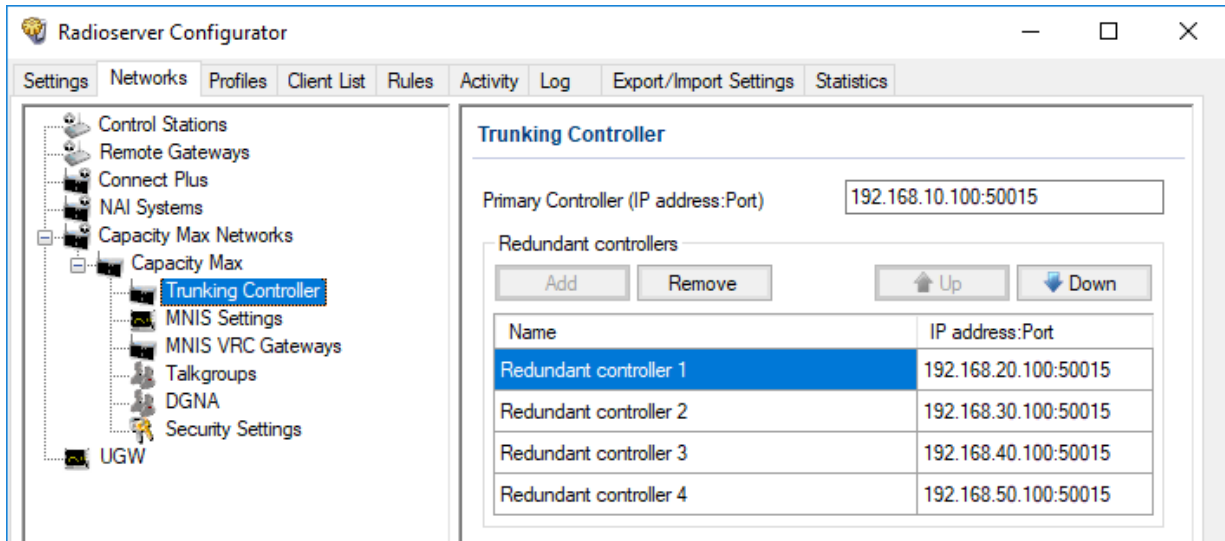 Radioserver Configurator
Settings Networks Profiles Client List Rules Activity Log Export/Import Settings Statistics
Control Stations
Remote Gateways
Connect Plus
NAI Systems
Capacity Max Networks
Capacity Max
Trunking Controller
MNIS Settings
MNIS VRC Gateways
Talkgroups
DGNA
Security Settings
UGW
Trunking Controller
Primary Controller (IP address:Port) 192.168.10.100:50015
Redundant controllers
Add Remove Up Down
Name IP address:Port
Redundant controller 1 192.168.20.100:50015
Redundant controller 2 192.168.30.100:50015
Redundant controller 3 192.168.40.100:50015
Redundant controller 4 192.168.50.100:50015